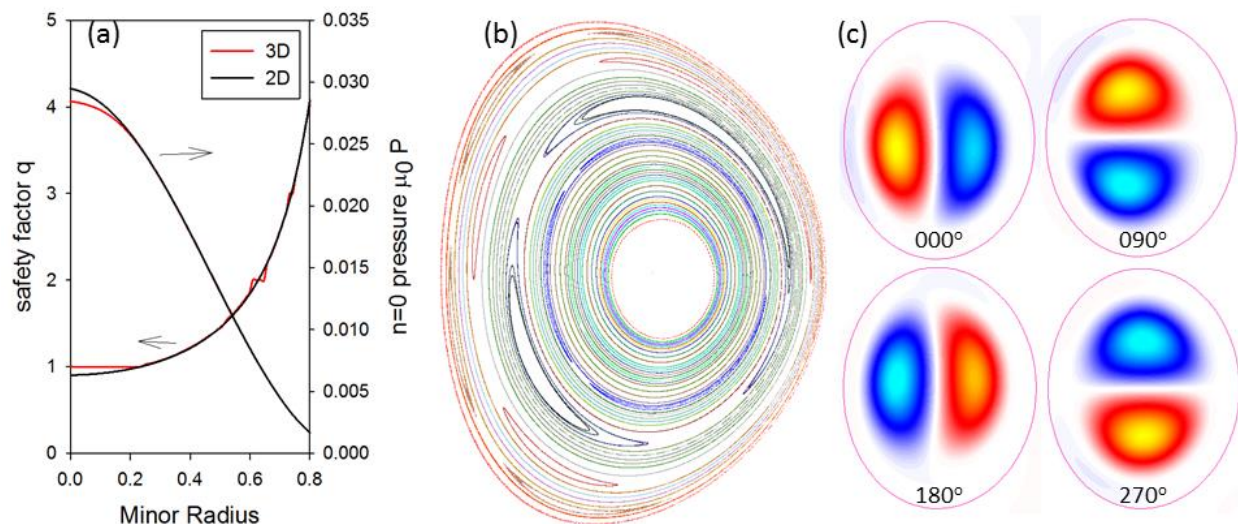 (a)
3D
2D
safety factor q
5
4
3
2
1
0
0.0
0.2
0.4
0.6
0.8
Minor Radius
0.035
0.030
0.025
0.020
0.015
0.010
0.005
0.000
n=0 pressure μ₀ P
(b)
(c)
000°
090°
180°
270°